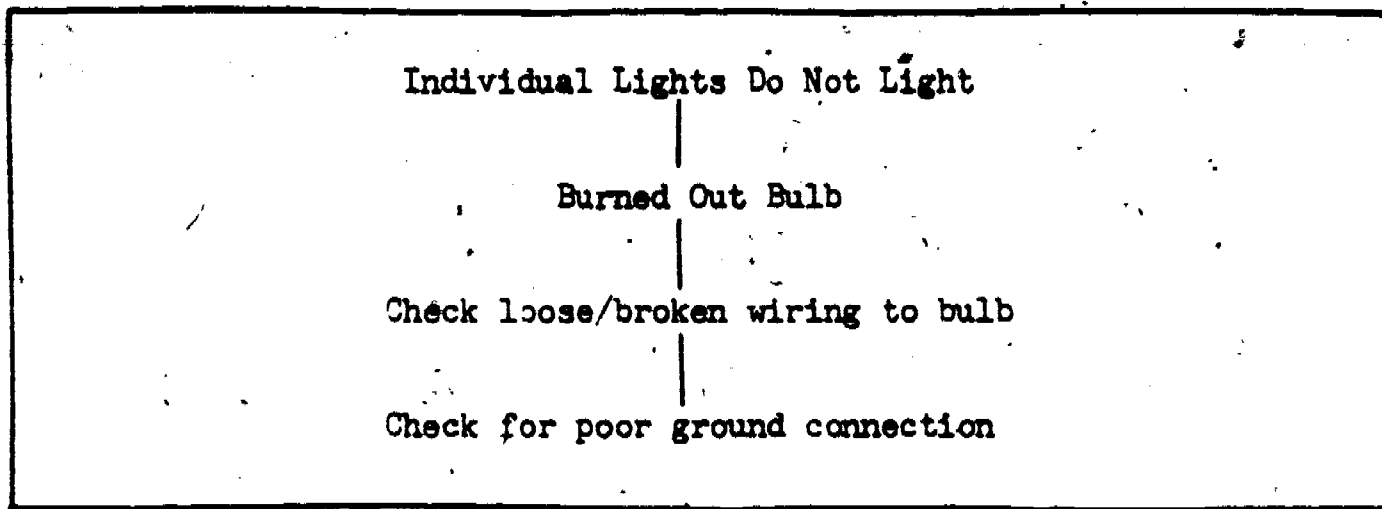 Individual Lights Do Not Light
Burned Out Bulb
Check loose/broken wiring to bulb
Check for poor ground connection